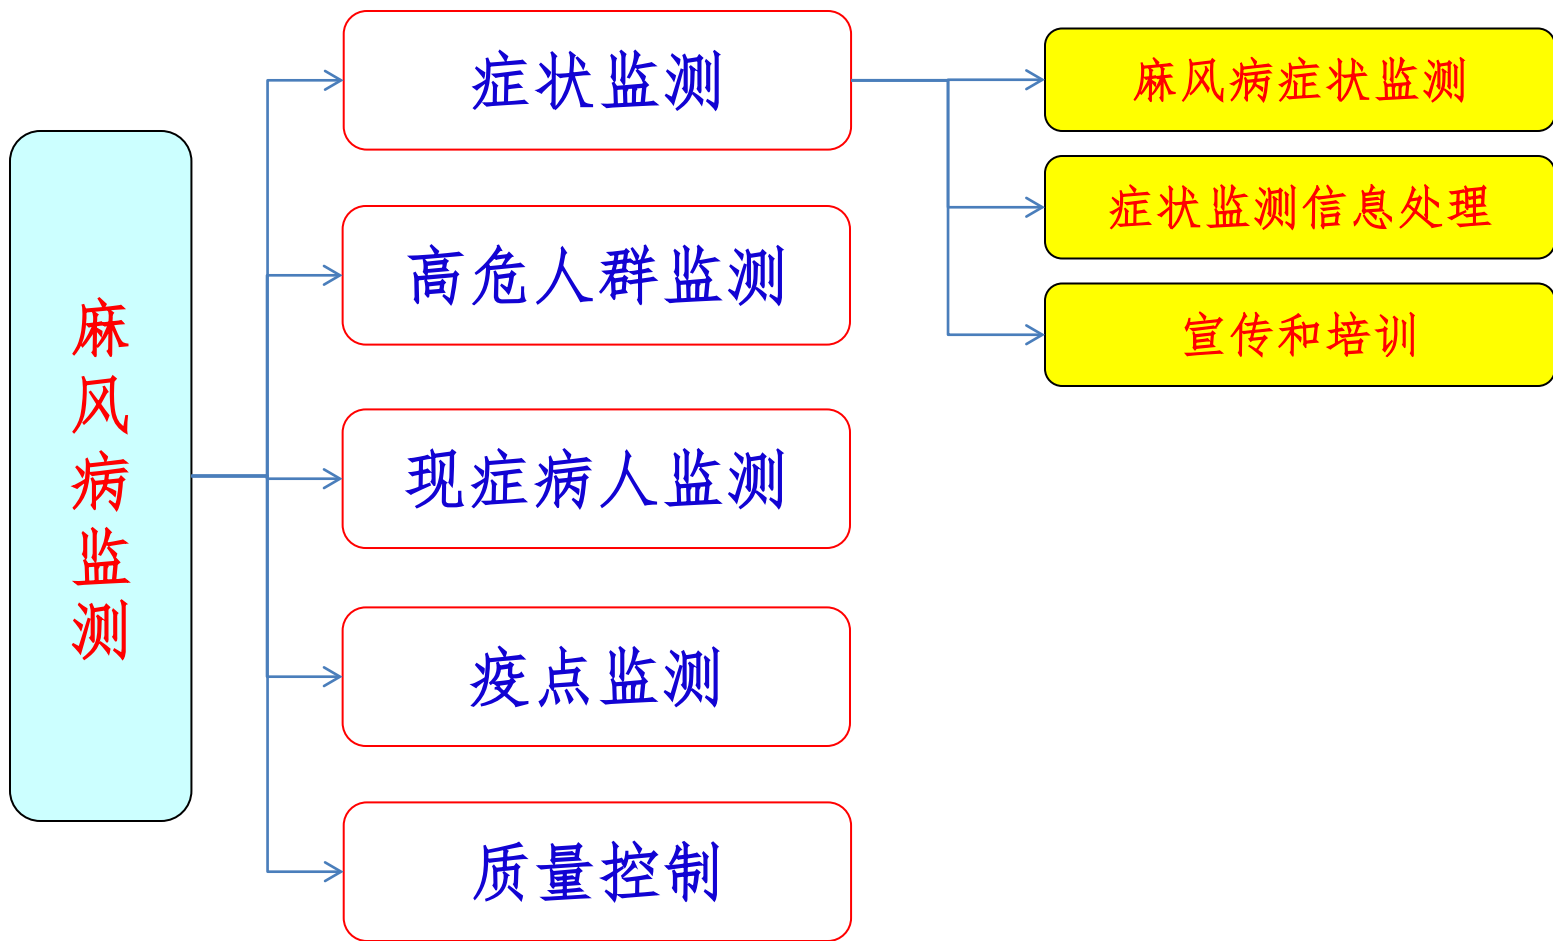 麻风病监测
症状监测
高危人群监测
现症病人监测
疫点监测
质量控制
麻风病症状监测
症状监测信息处理
宣传和培训